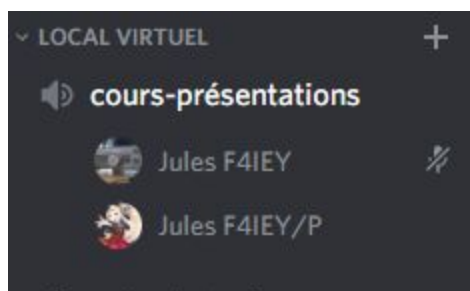 LOCAL VIRTUEL
cours-présentations
Jules F4IEY
Jules F4IEY/P